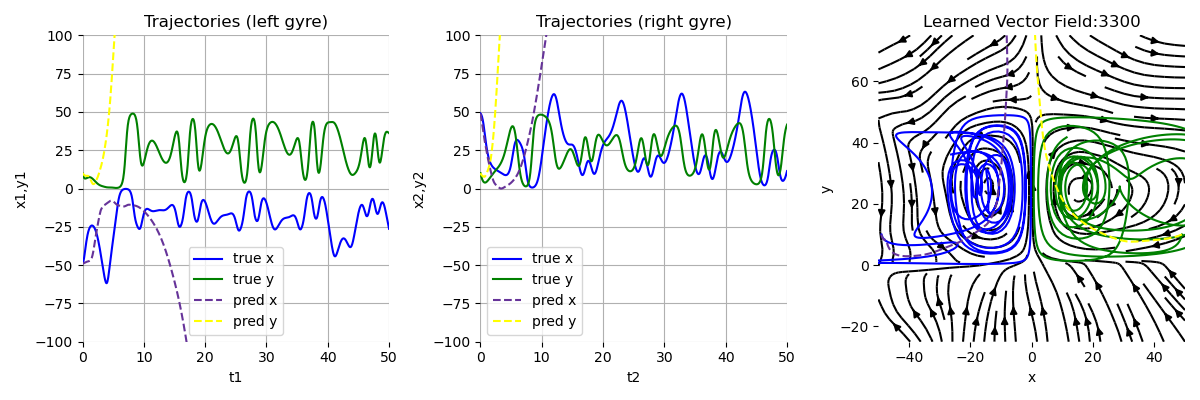 Trajectories (left gyre)
100
75
50
25
0
−25
−50
−75
−100
x1,y1
0
10
20
30
40
50
t1
true x
true y
pred x
pred y
Trajectories (right gyre)
100
75
50
25
0
−25
−50
−75
−100
x2,y2
0
10
20
30
40
50
t2
true x
true y
pred x
pred y
Learned Vector Field:3300
60
40
20
0
−20
y
−40
−20
0
20
40
x